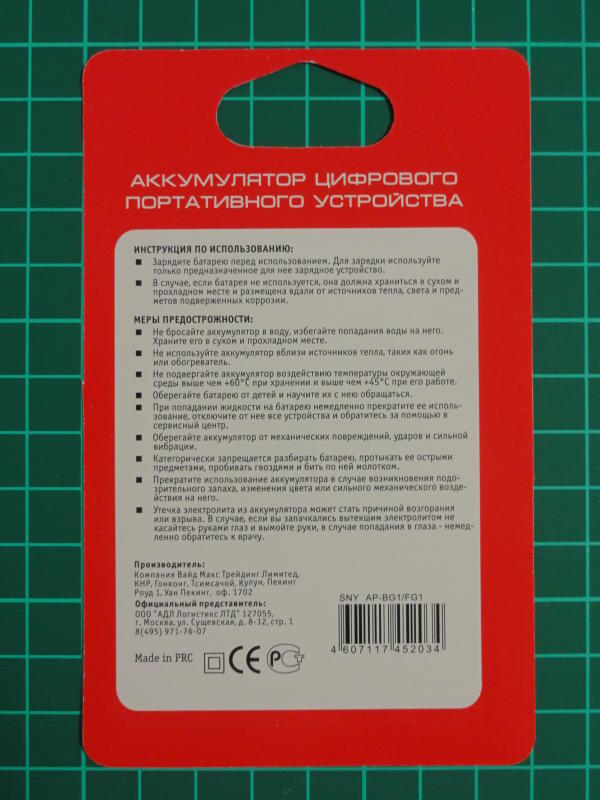 АККУМУЛЯТОР ЦИФРОВОГО
ПОРТАТИВНОГО УСТРОЙСТВА
ИНСТРУКЦИЯ ПО ИСПОЛЬЗОВАНИЮ:
■ Зарядите батарею перед использованием. Для зарядки используйте
только предназначенное для нее зарядное устройство.
■ В случае, если батарея не используется, она должна храниться в сухом и
прохладном месте и размещена вдали от источников тепла, света и пред-
метов подверженных коррозии.
МЕРЫ ПРЕДОСТРОЖНОСТИ:
■ Не бросайте аккумулятор в воду, избегайте попадания воды на него.
Храните его в сухом и прохладном месте.
■ Не используйте аккумулятор вблизи источников тепла, таких как огонь
или обогреватель.
■ Не подвергайте аккумулятор воздействию температуры окружающей
среды выше чем +60°С при хранении и выше чем +45°С при его работе.
■ Оберегайте батарею от детей и научите их с нею обращаться.
■ При попадании жидкости на батарею немедленно прекратите ее исполь-
зование, отключите от нее все устройства и обратитесь за помощью в
сервисный центр.
■ Оберегайте аккумулятор от механических повреждений, ударов и сильной
вибрации.
■ Категорически запрещается разбирать батарею, протыкать ее острыми
предметами, пробивать гвоздями и бить по ней молотком.
■ Прекратите использование аккумулятора в случае возникновения подо-
зрительного запаха, изменения цвета или сильного механического возде-
йствия на него.
■ Утечка электролита из аккумулятора может стать причиной возгорания
или взрыва. В случае, если вы запачкались вытекшим электролитом не
касайтесь руками глаз и вымойте руки, в случае попадания в глаза - немед-
ленно обратитесь к врачу.
Производитель:
Компания Вайд Макс Трейдинг Лимитед,
КНР, Гонконг, Тсимсачой, Кулун, Пекинг
Роуд 1, Уан Пекинг, оф. 1702
Официальный представитель:
ООО "АДЛ Логистикс ЛТД" 127055,
г. Москва, ул. Сущевская, д. 8-12, стр. 1
8(495) 971-76-07
SNY AP-BG1/FG1
4 607117 452034
Made in PRC CE РСТ